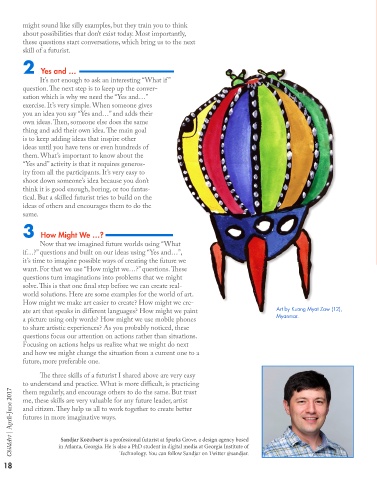 might sound like silly examples, but they train you to think
about possibilities that don't exist today. Most importantly,
these questions start conversations, which bring us to the next
skill of a futurist.
2 Yes and …
It's not enough to ask an interesting "What if"
question. The next step is to keep up the conver-
sation which is why we need the "Yes and…"
exercise. It's very simple. When someone gives
you an idea you say "Yes and…" and adds their
own ideas. Then, someone else does the same
thing and add their own idea. The main goal
is to keep adding ideas that inspire other
ideas until you have tens or even hundreds of
them. What's important to know about the
"Yes and" activity is that it requires generos-
ity from all the participants. It's very easy to
shoot down someone's idea because you don't
think it is good enough, boring, or too fantas-
tical. But a skilled futurist tries to build on the
ideas of others and encourages them to do the
same.
3 How Might We …?
Now that we imagined future worlds using "What
if…?" questions and built on our ideas using "Yes and…",
it's time to imagine possible ways of creating the future we
want. For that we use "How might we…?" questions. These
questions turn imaginations into problems that we might
solve. This is that one final step before we can create real-
world solutions. Here are some examples for the world of art.
How might we make art easier to create? How might we cre-
ate art that speaks in different languages? How might we paint
a picture using only words? How might we use mobile phones
to share artistic experiences? As you probably noticed, these
questions focus our attention on actions rather than situations.
Focusing on actions helps us realize what we might do next
and how we might change the situation from a current one to a
future, more preferable one.
Art by Kaung Myat Zaw (12),
Myanmar.
The three skills of a futurist I shared above are very easy
to understand and practice. What is more difficult, is practicing
them regularly, and encourage others to do the same. But trust
me, these skills are very valuable for any future leader, artist
and citizen. They help us all to work together to create better
futures in more imaginative ways.
Sandjar Kozubaev is a professional futurist at Sparks Grove, a design agency based
in Atlanta, Georgia. He is also a PhD student in digital media at Georgia Institute of
Technology. You can follow Sandjar on Twitter @sandjar.
ChildArt | April-June 2017
18